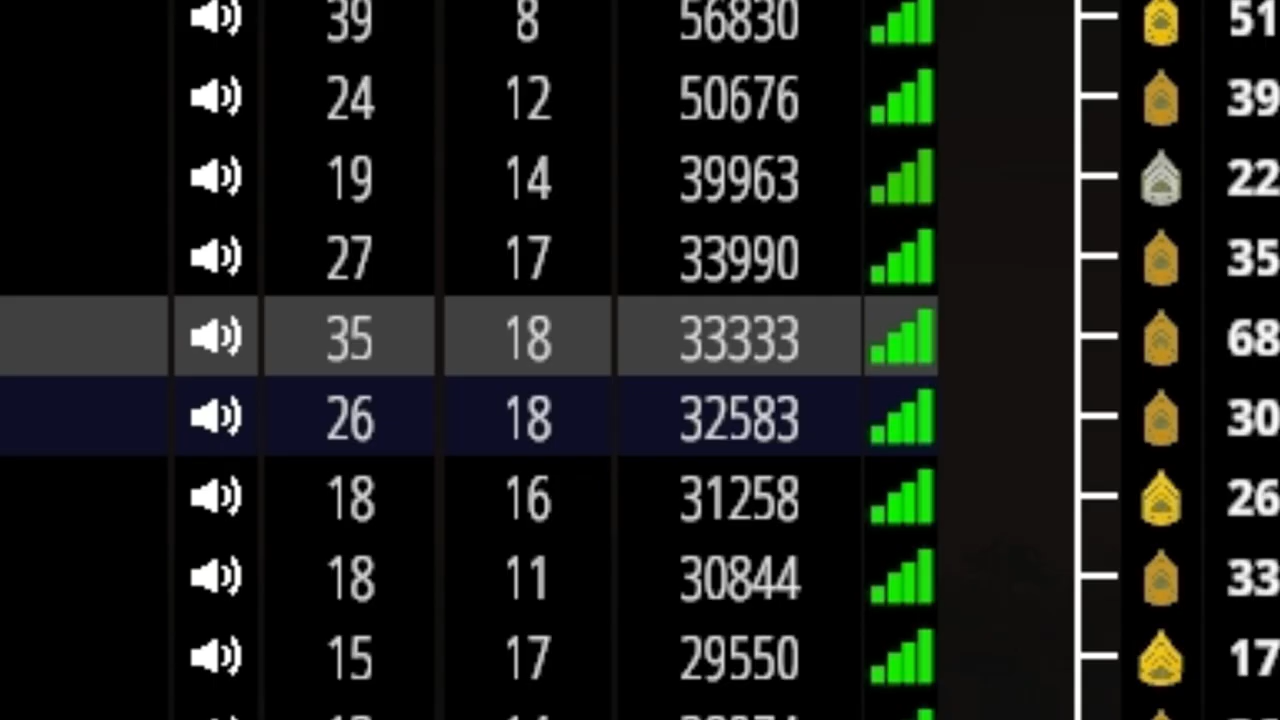 39 8 56830 51
24 12 50676 39
19 14 39963 22
27 17 33990 35
35 18 33333 68
26 18 32583 30
18 16 31258 26
18 11 30844 33
15 17 29550 17